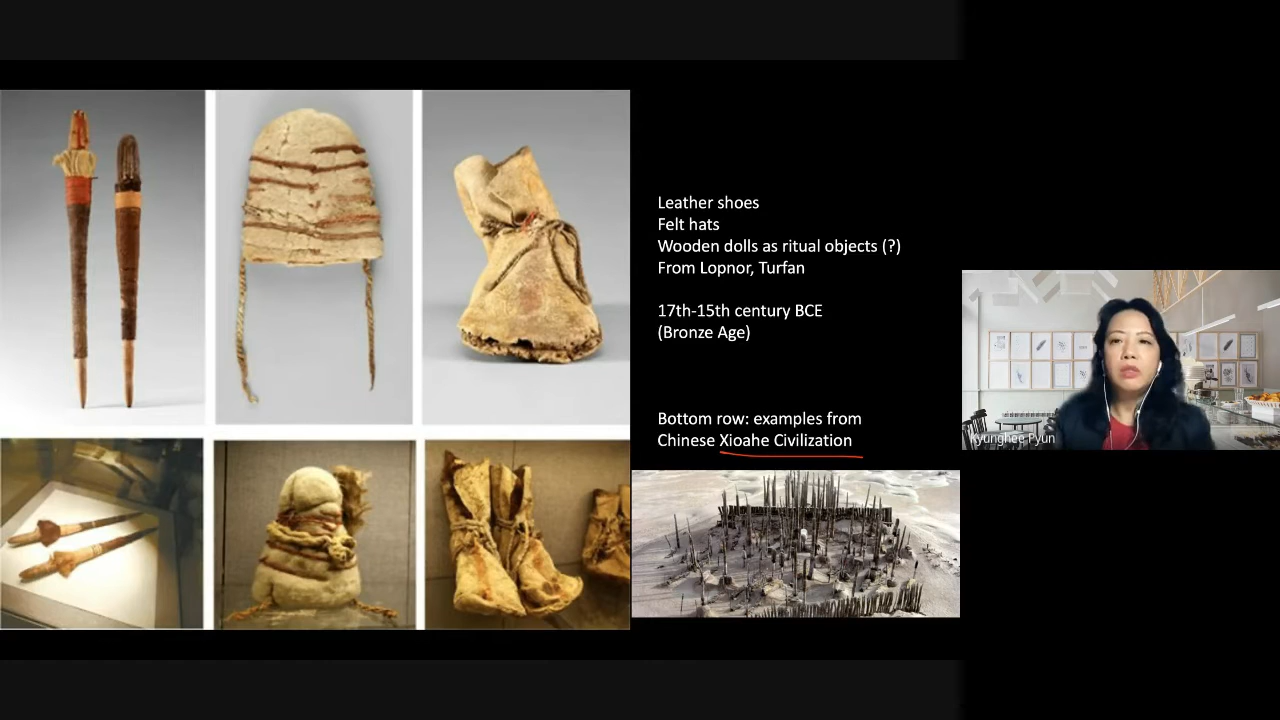 Leather shoes
Felt hats
Wooden dolls as ritual objects (?)
From Lopnor, Turfan
17th-15th century BCE
(Bronze Age)
Bottom row: examples from
Chinese Xioahe Civilization
Kyunghee Pyun